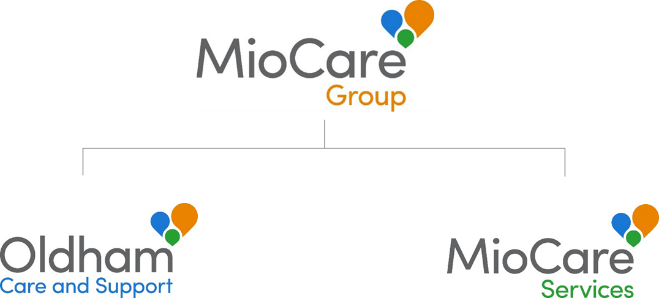 MioCare
Group
Oldham
Care and Support
MioCare
Services